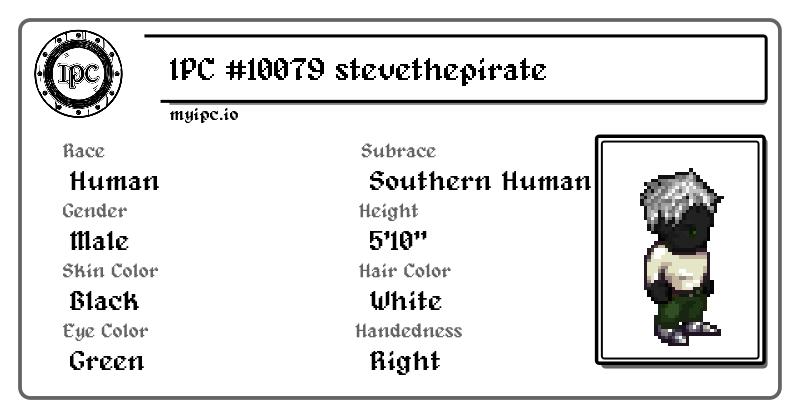 IPC
IPC #10079 stevethepirate
myipc.io
Race
Human
Subrace
Southern Human
Gender
Male
Height
5'10"
Skin Color
Black
Hair Color
White
Eye Color
Green
Handedness
Right